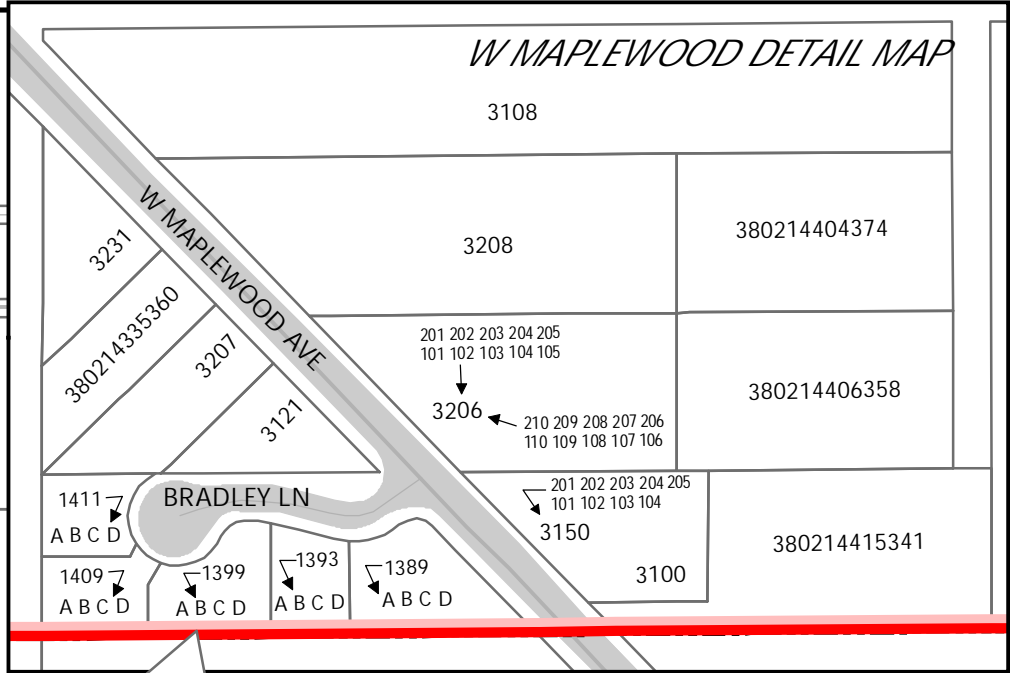 W MAPLEWOOD DETAIL MAP
3108
W MAPLEWOOD AVE
3231
3208
380214404374
380214335360
3207
3121
201 202 203 204 205
101 102 103 104 105
3206
210 209 208 207 206
110 109 108 107 106
380214406358
BRADLEY LN
1411
A B C D
201 202 203 204 205
101 102 103 104
3150
3100
380214415341
1409
A B C D
1399
A B C D
1393
A B C D
1389
A B C D